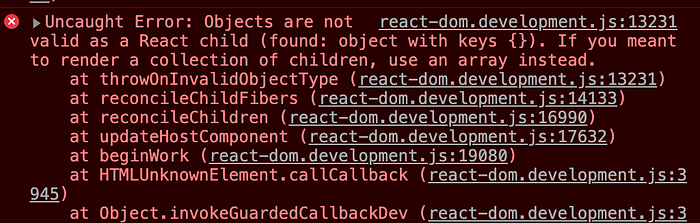 Uncaught Error: Objects are not react-dom.development.js:13231
valid as a React child (found: object with keys {}). If you meant
to render a collection of children, use an array instead.
at throwOnInvalidObjectType (react-dom.development.js:13231)
at reconcileChildFibers (react-dom.development.js:14133)
at reconcileChildren (react-dom.development.js:16990)
at updateHostComponent (react-dom.development.js:17632)
at beginWork (react-dom.development.js:19080)
at HTMLUnknownElement.callCallback (react-dom.development.js:3
945)
at Object.invokeGuardedCallbackDev (react-dom.development.js:3